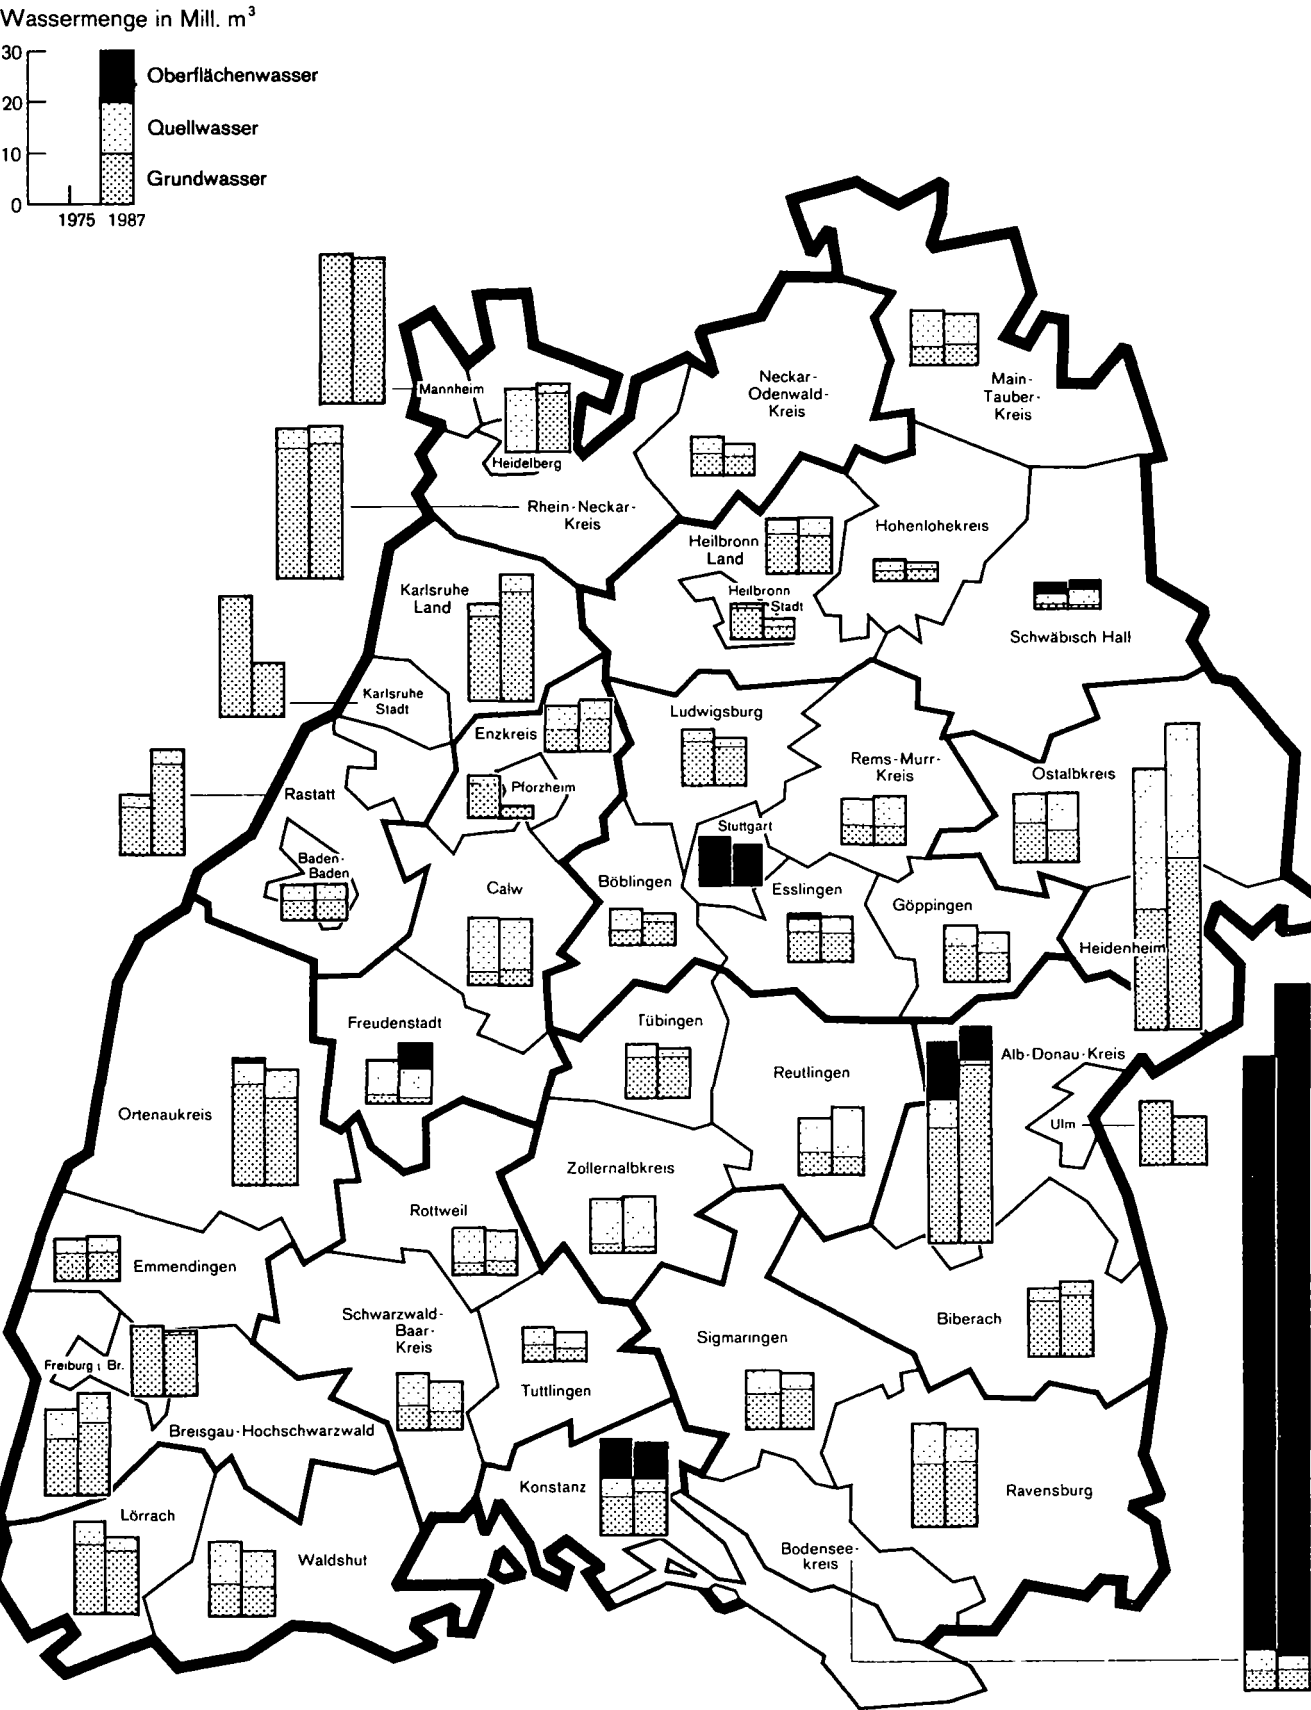 Wassermenge in Mill. m³
30
Oberflächenwasser
20
Quellwasser
10
Grundwasser
0
1975 1987
Mannheim
Neckar-
Odenwald-
Kreis
Main-
Tauber-
Kreis
Heidelberg
Rhein-Neckar-
Kreis
Heilbronn
Land
Hohenlohekreis
Karlsruhe
Land
Heilbronn
Stadt
Schwäbisch Hall
Karlsruhe
Stadt
Ludwigsburg
Enzkreis
Rems-Murr-
Kreis
Ostalbkreis
Rastatt
Pforzheim
Stuttgart
Baden-
Baden
Calw
Böblingen
Esslingen
Göppingen
Heidenheim
Freudenstadt
Tübingen
Alb-Donau-Kreis
Reutlingen
Ortenaukreis
Ulm
Zollernalbkreis
Rottweil
Emmendingen
Schwarzwald-
Baar-
Kreis
Biberach
Sigmaringen
Freiburg i Br.
Tuttlingen
Breisgau-Hochschwarzwald
Konstanz
Ravensburg
Lörrach
Waldshut
Bodensee-
kreis